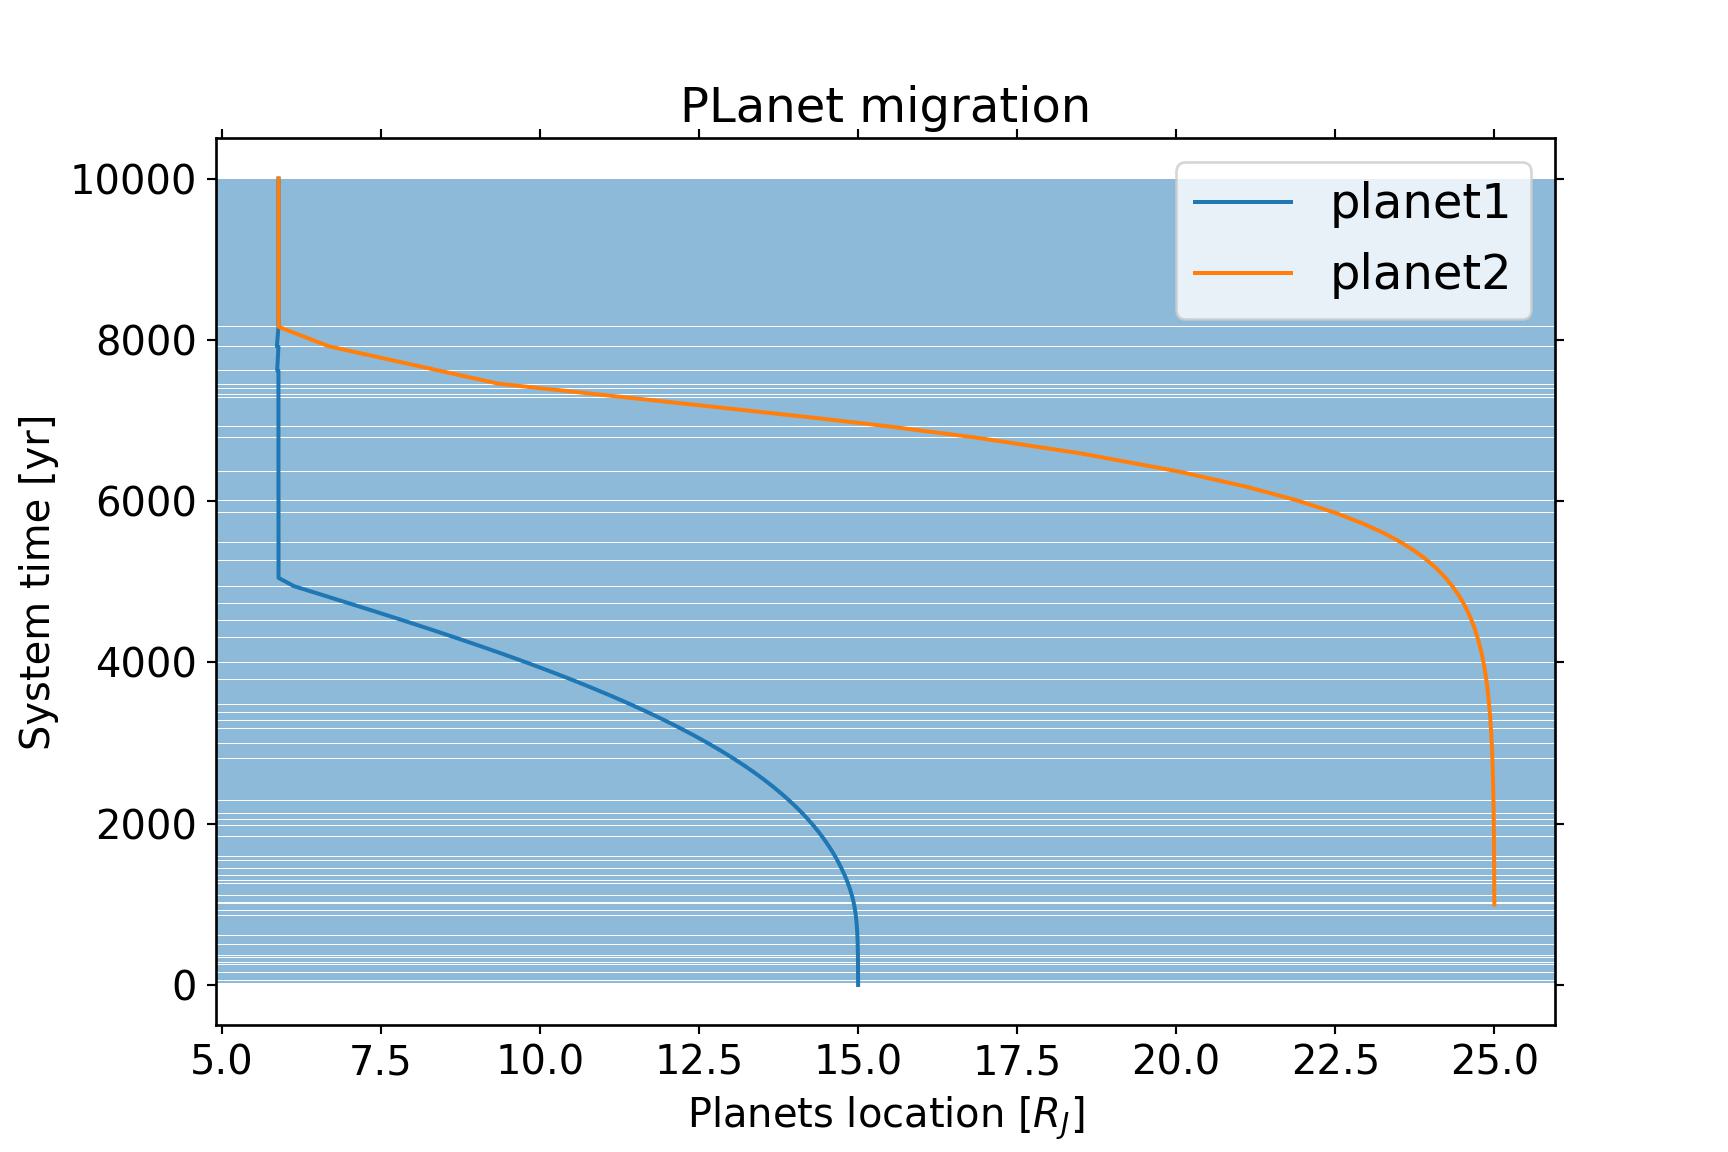 PLanet migration
planet1
planet2
System time [yr]
10000
8000
6000
4000
2000
0
5.0 7.5 10.0 12.5 15.0 17.5 20.0 22.5 25.0
Planets location [R_J]